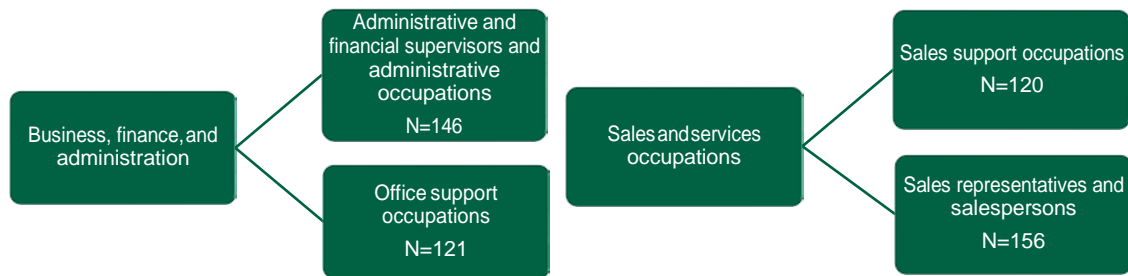 Business, finance, and
administration
Administrative and
financial supervisors and
administrative
occupations
N=146
Office support
occupations
N=121
Sales and services
occupations
Sales support occupations
N=120
Sales representatives and
salespersons
N=156